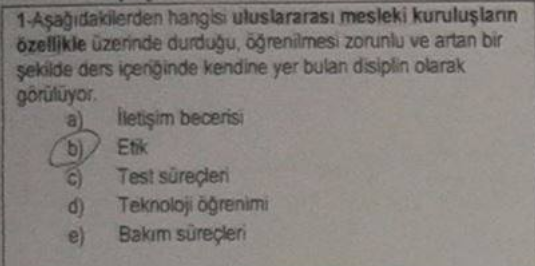 1-Aşağıdakilerden hangisi uluslararası mesleki kuruluşların
özellikle üzerinde durduğu, öğrenilmesi zorunlu ve artan bir
şekilde ders içeriğinde kendine yer bulan disiplin olarak
görülüyor.
a) İletişim becerisi
b) Etik
c) Test süreçleri
d) Teknoloji öğrenimi
e) Bakım süreçleri